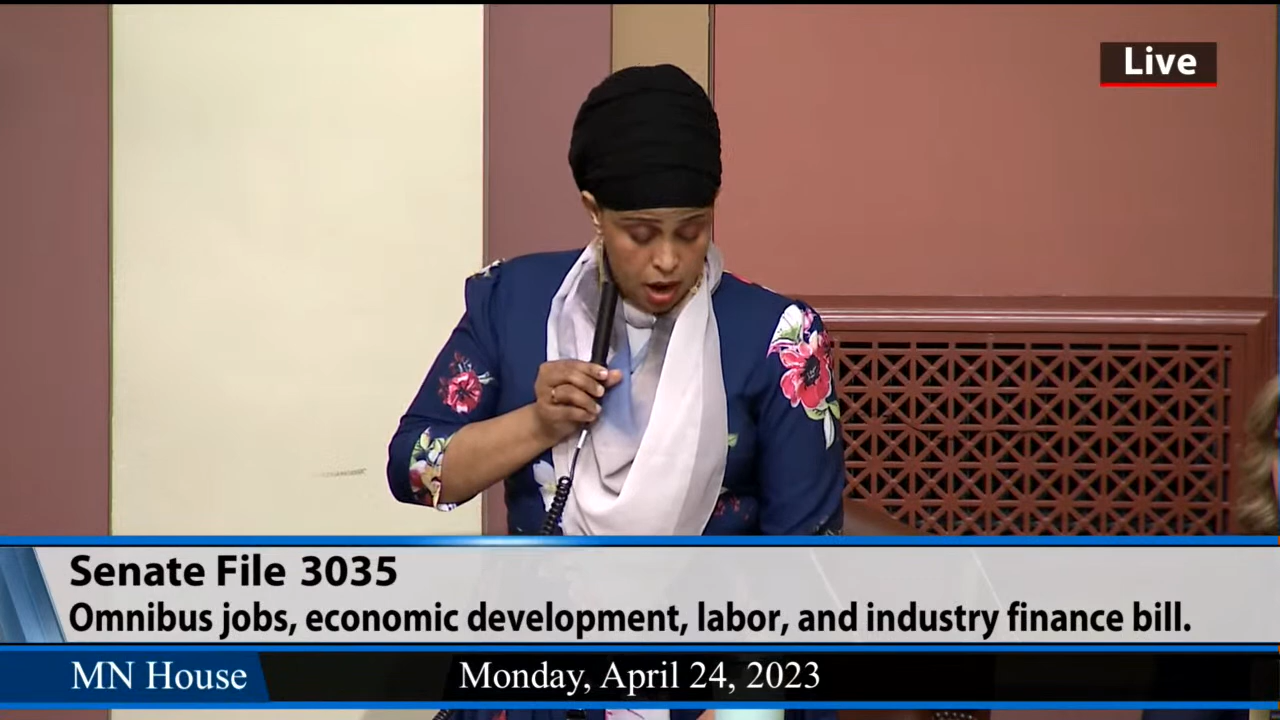 Live
Senate File 3035
Omnibus jobs, economic development, labor, and industry finance bill.
MN House
Monday, April 24, 2023